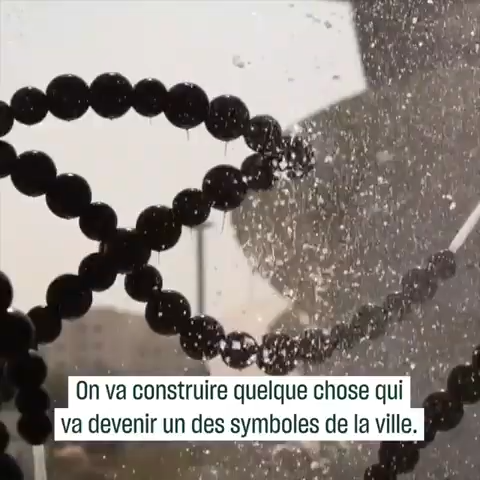 On va construire quelque chose qui
va devenir un des symboles de la ville.